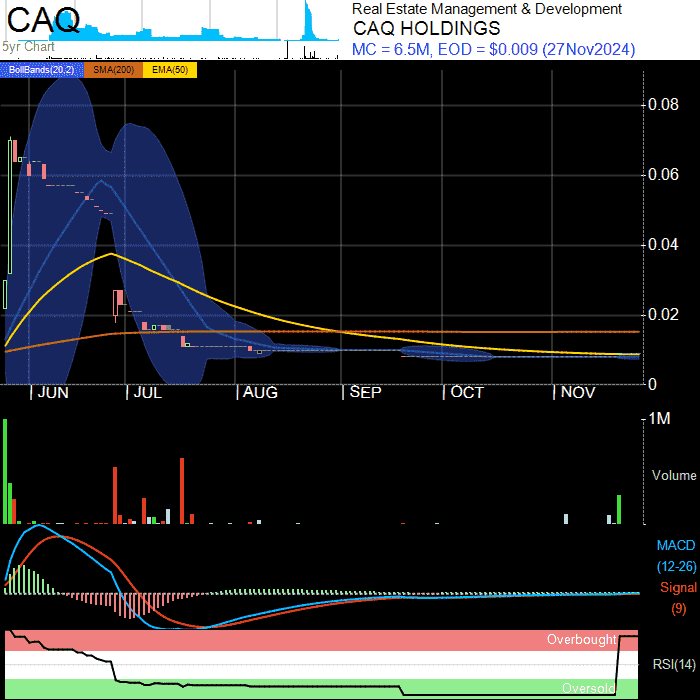 CAQ
5yr Chart
Real Estate Management & Development
CAQ HOLDINGS
MC = 6.5M, EOD = $0.009 (27Nov2024)
BollBands(20,2) SMA(200) EMA(50)
0.08
0.06
0.04
0.02
0
JUN JUL AUG SEP OCT NOV
1M
Volume
MACD
(12-26)
Signal
(9)
Overbought
RSI(14)
Oversold